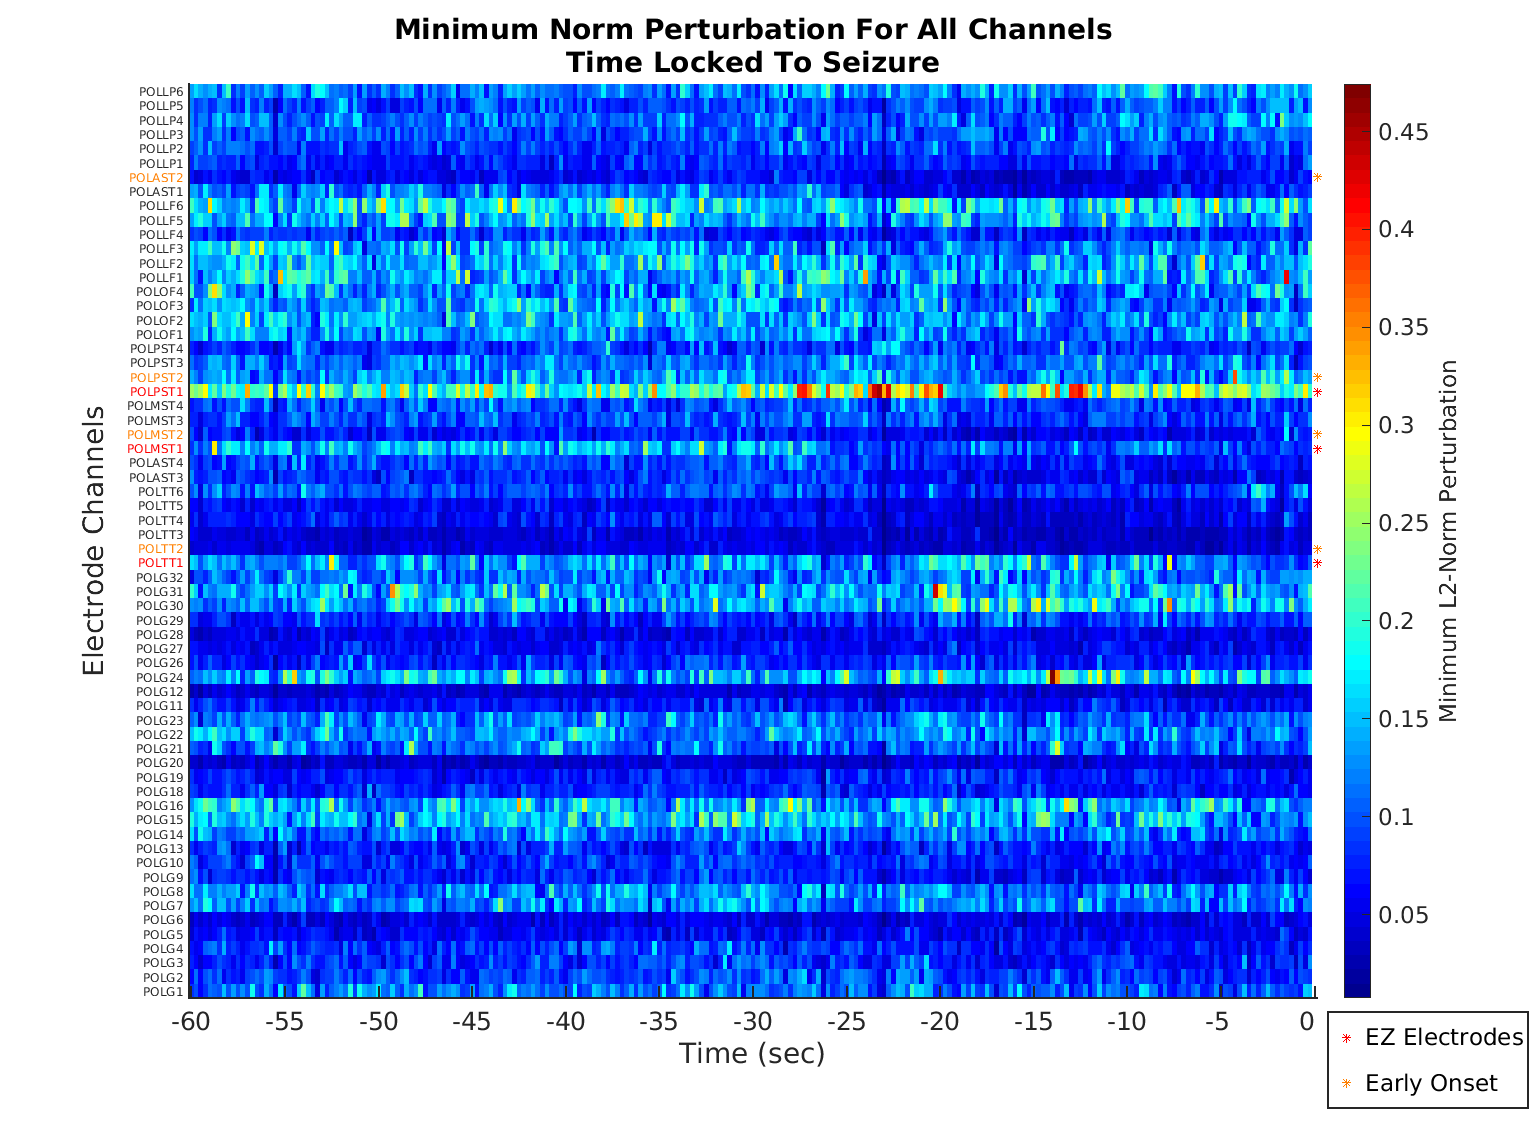 Minimum Norm Perturbation For All Channels
Time Locked To Seizure
Electrode Channels
POLLP6
POLLP5
POLLP4
POLLP3
POLLP2
POLLP1
POLAST2
POLAST1
POLLF6
POLLF5
POLLF4
POLLF3
POLLF2
POLLF1
POLOF4
POLOF3
POLOF2
POLOF1
POLPST4
POLPST3
POLPST2
POLPST1
POLMST4
POLMST3
POLMST2
POLMST1
POLAST4
POLAST3
POLTT6
POLTT5
POLTT4
POLTT3
POLTT2
POLTT1
POLG32
POLG31
POLG30
POLG29
POLG28
POLG27
POLG26
POLG24
POLG12
POLG11
POLG23
POLG22
POLG21
POLG20
POLG19
POLG18
POLG16
POLG15
POLG14
POLG13
POLG10
POLG9
POLG8
POLG7
POLG6
POLG5
POLG4
POLG3
POLG2
POLG1
-60 -55 -50 -45 -40 -35 -30 -25 -20 -15 -10 -5 0
Time (sec)
0.45
0.4
0.35
0.3
0.25
0.2
0.15
0.1
0.05
Minimum L2-Norm Perturbation
EZ Electrodes
Early Onset